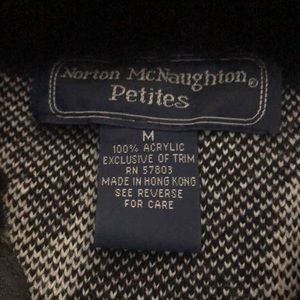 Norton McNaughton®
Petites
M
100% ACRYLIC
EXCLUSIVE OF TRIM
RN 57803
MADE IN HONG KONG
SEE REVERSE
FOR CARE